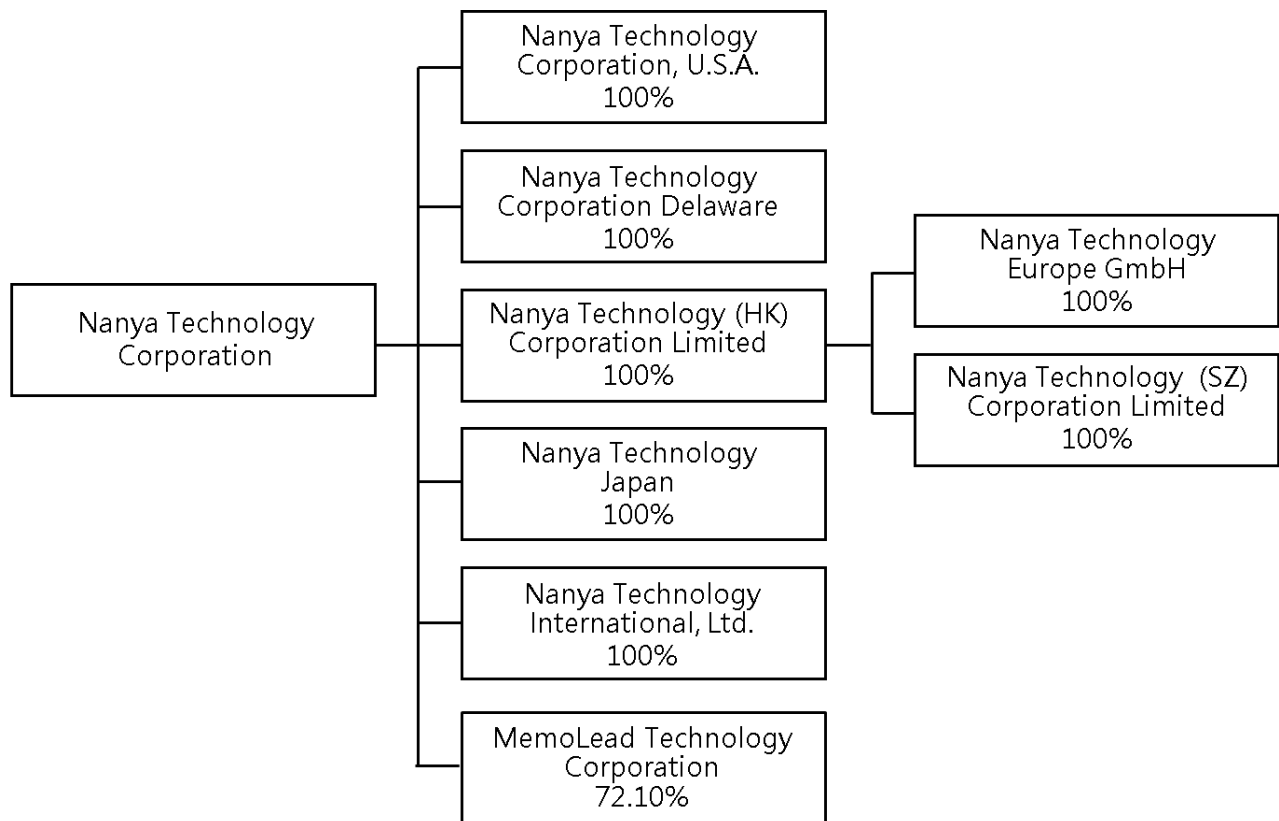 Nanya Technology
Corporation
Nanya Technology
Corporation, U.S.A.
100%
Nanya Technology
Corporation Delaware
100%
Nanya Technology (HK)
Corporation Limited
100%
Nanya Technology
Japan
100%
Nanya Technology
International, Ltd.
100%
MemoLead Technology
Corporation
72.10%
Nanya Technology
Europe GmbH
100%
Nanya Technology (SZ)
Corporation Limited
100%